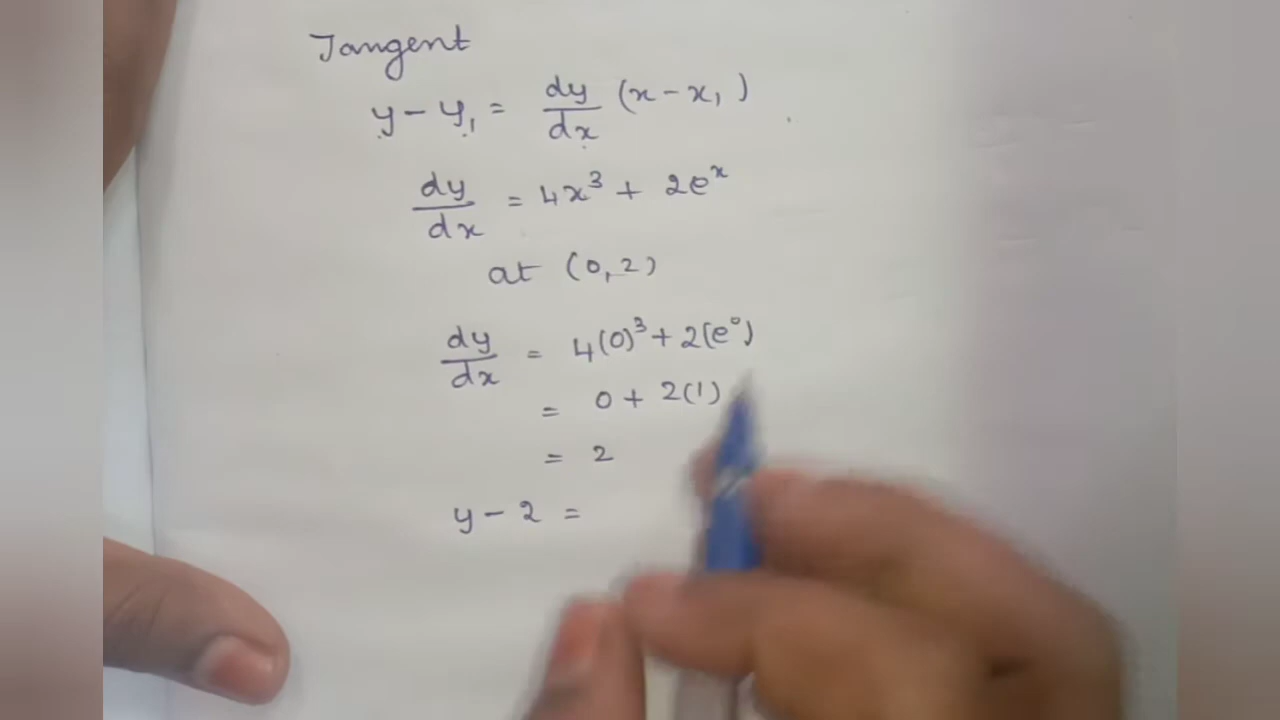 Tangent
y - y₁ = dy/dx (x - x₁)
dy/dx = 4x³ + 2eˣ
at (0, 2)
dy/dx = 4(0)³ + 2(e⁰)
= 0 + 2(1)
= 2
y - 2 =